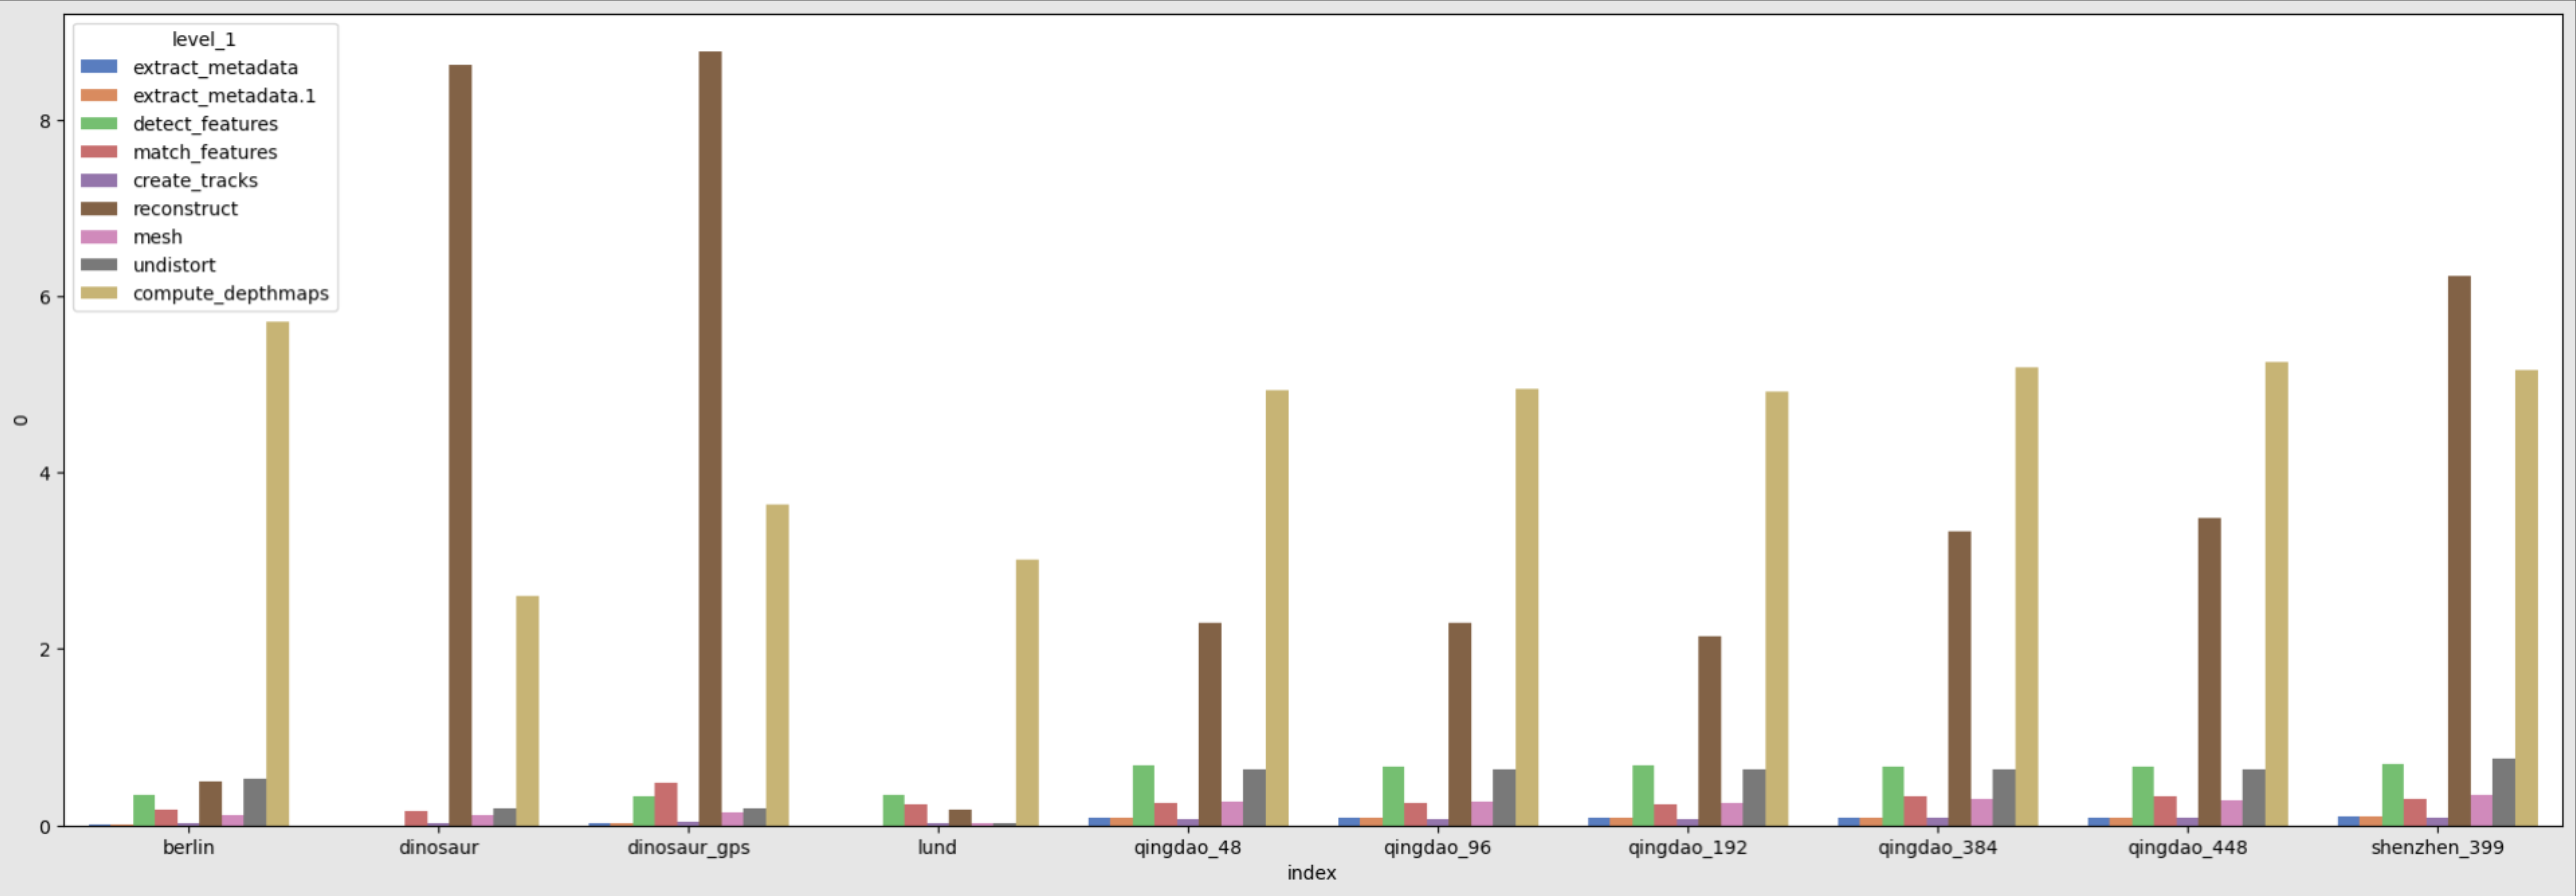 level_1
extract_metadata
extract_metadata.1
detect_features
match_features
create_tracks
reconstruct
mesh
undistort
compute_depthmaps
8
6
4
2
0
0
berlin dinosaur dinosaur_gps lund qingdao_48 qingdao_96 qingdao_192 qingdao_384 qingdao_448 shenzhen_399
index